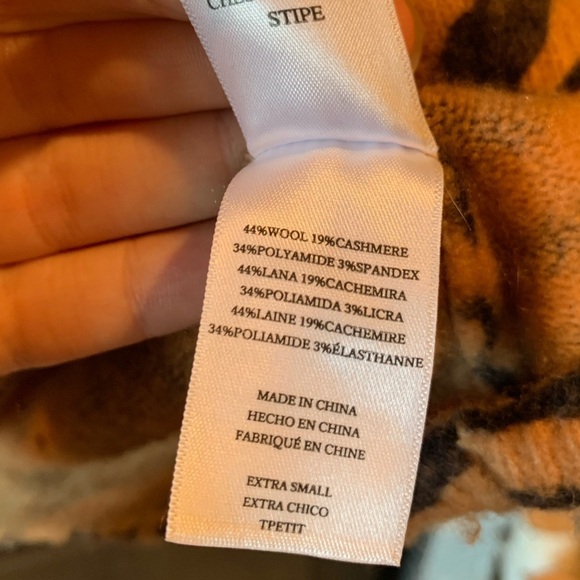 STIPE
44%WOOL 19%CASHMERE
34%POLYAMIDE 3%SPANDEX
44%LANA 19%CACHEMIRA
34%POLIAMIDA 3%LICRA
44%LAINE 19%CACHEMIRE
34%POLIAMIDE 3%ÉLASTHANNE
MADE IN CHINA
HECHO EN CHINA
FABRIQUÉ EN CHINE
EXTRA SMALL
EXTRA CHICO
TPETIT